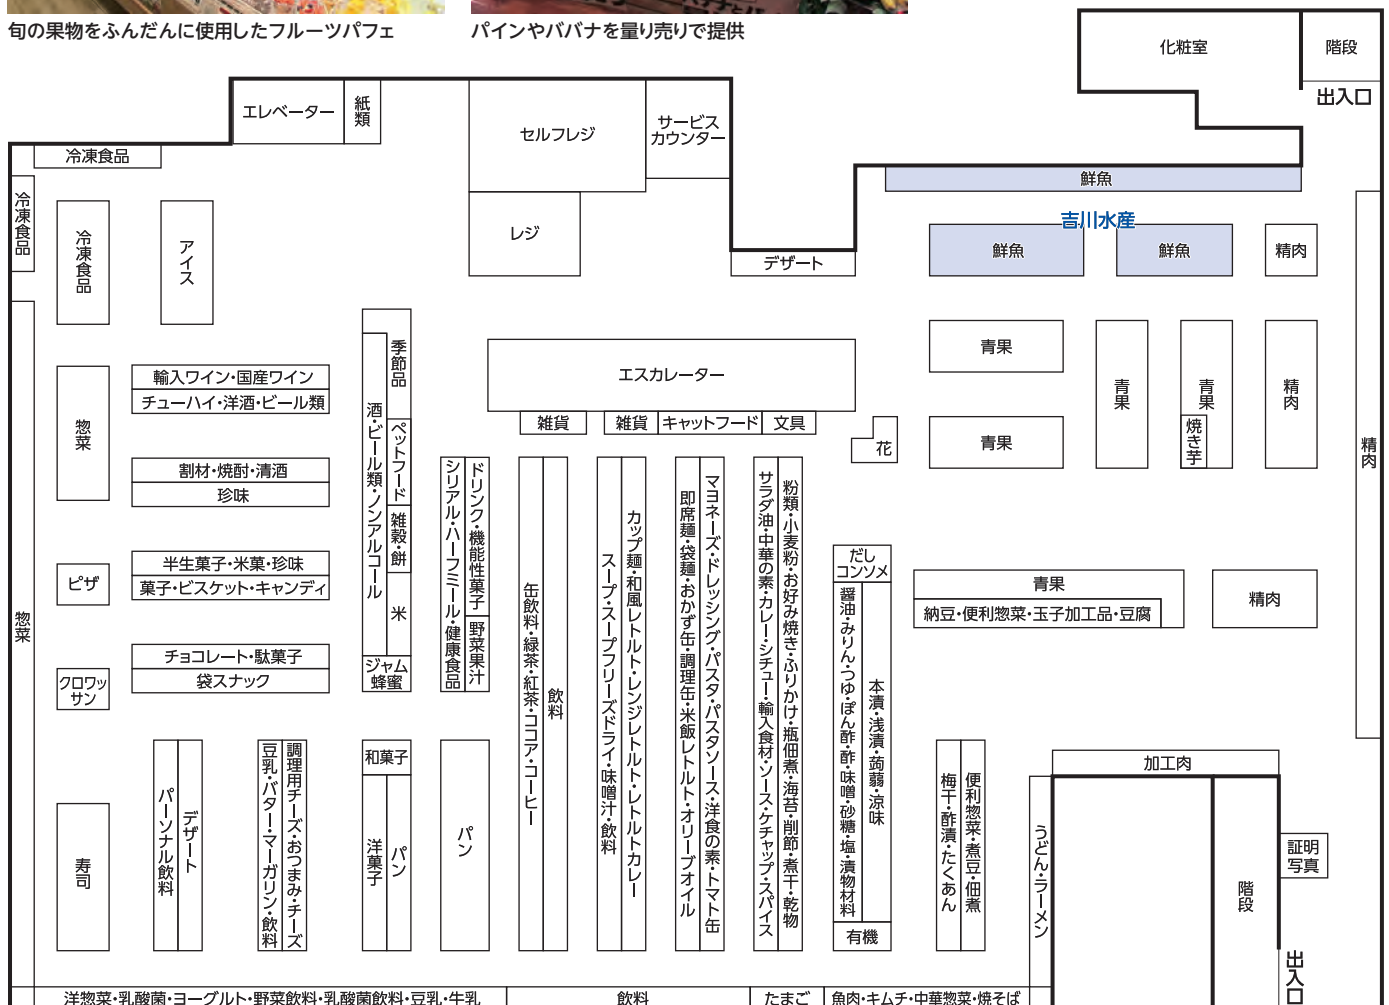 旬の果物をふんだんに使用したフルーツパフェ
パインやババナを量り売りで提供
化粧室
階段
出入口
エレベーター
紙類
セルフレジ
サービス
カウンター
冷凍食品
鮮魚
冷凍食品
冷凍食品
アイス
レジ
デザート
吉川水産
鮮魚
鮮魚
精肉
精肉
惣菜
惣菜
輸入ワイン・国産ワイン
チューハイ・洋酒・ビール類
割材・焼酎・清酒
珍味
半生菓子・米菓・珍味
菓子・ビスケット・キャンディ
チョコレート・駄菓子
袋スナック
ピザ
クロワッ
サン
寿司
季節品
酒・ビール類・ノンアルコール
ペットフード
雑穀・餅
米
ジャム
蜂蜜
エスカレーター
雑貨
雑貨
キャットフード
文具
花
青果
青果
青果
青果
焼き芋
精肉
ドリンク・機能性菓子
野菜果汁
シリアル・ハーフミール・健康食品
缶飲料・緑茶・紅茶・ココア・コーヒー
飲料
スープ・スープフリーズドライ・味噌汁・飲料
カップ麺・和風レトルト・レンジレトルト・レトルトカレー
即席麺・袋麺・おかず缶・調理缶・米飯レトルト・オリーブオイル
マヨネーズ・ドレッシング・パスタ・パスタソース・洋食の素・トマト缶
サラダ油・中華の素・カレー・シチュー・輸入食材・ソース・ケチャップ・スパイス
粉類・小麦粉・お好み焼き・ふりかけ・瓶佃煮・海苔・削節・煮干・乾物
だし
コンソメ
醤油・みりん・つゆ・ぽん酢・酢・味噌・砂糖・塩・漬物材料
本漬・浅漬・蒟蒻・涼味
有機
青果
納豆・便利惣菜・玉子加工品・豆腐
精肉
パーソナル飲料
デザート
豆乳・バター・マーガリン・飲料
調理用チーズ・おつまみ・チーズ
和菓子
洋菓子
パン
パン
梅干・酢漬・たくあん
便利惣菜・煮豆・佃煮
加工肉
うどん・ラーメン
階段
証明
写真
出入口
洋惣菜・乳酸菌・ヨーグルト・野菜飲料・乳酸菌飲料・豆乳・牛乳
飲料
たまご
魚肉・キムチ・中華惣菜・焼そば